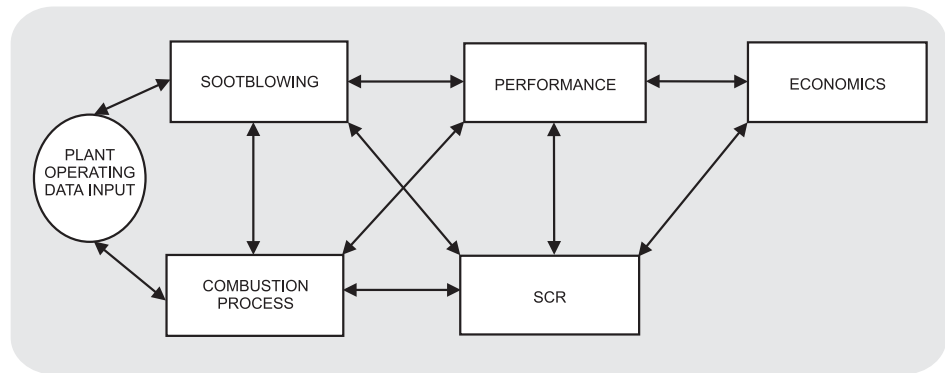 SOOTBLOWING
PERFORMANCE
ECONOMICS
PLANT
OPERATING
DATA INPUT
COMBUSTION
PROCESS
SCR